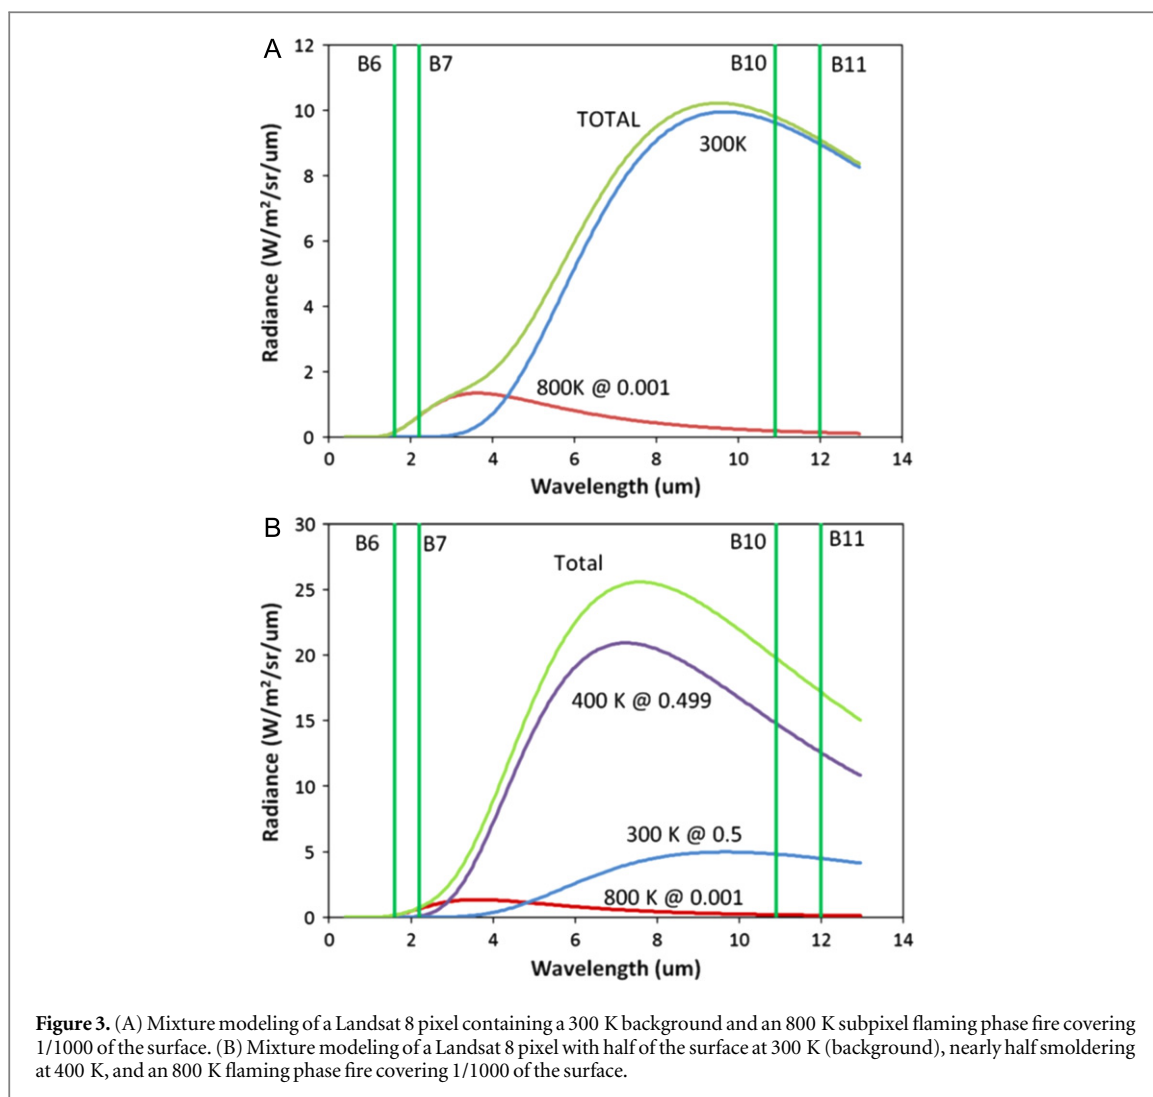 A
12
10
8
6
4
2
0
Radiance (W/m²/sr/um)
B6
B7
B10
B11
TOTAL
300K
800K @ 0.001
0 2 4 6 8 10 12 14
Wavelength (um)
B
30
25
20
15
10
5
0
Radiance (W/m²/sr/um)
B6
B7
B10
B11
Total
400 K @ 0.499
300 K @ 0.5
800 K @ 0.001
0 2 4 6 8 10 12 14
Wavelength (um)
Figure 3. (A) Mixture modeling of a Landsat 8 pixel containing a 300 K background and an 800 K subpixel flaming phase fire covering
1/1000 of the surface. (B) Mixture modeling of a Landsat 8 pixel with half of the surface at 300 K (background), nearly half smoldering
at 400 K, and an 800 K flaming phase fire covering 1/1000 of the surface.